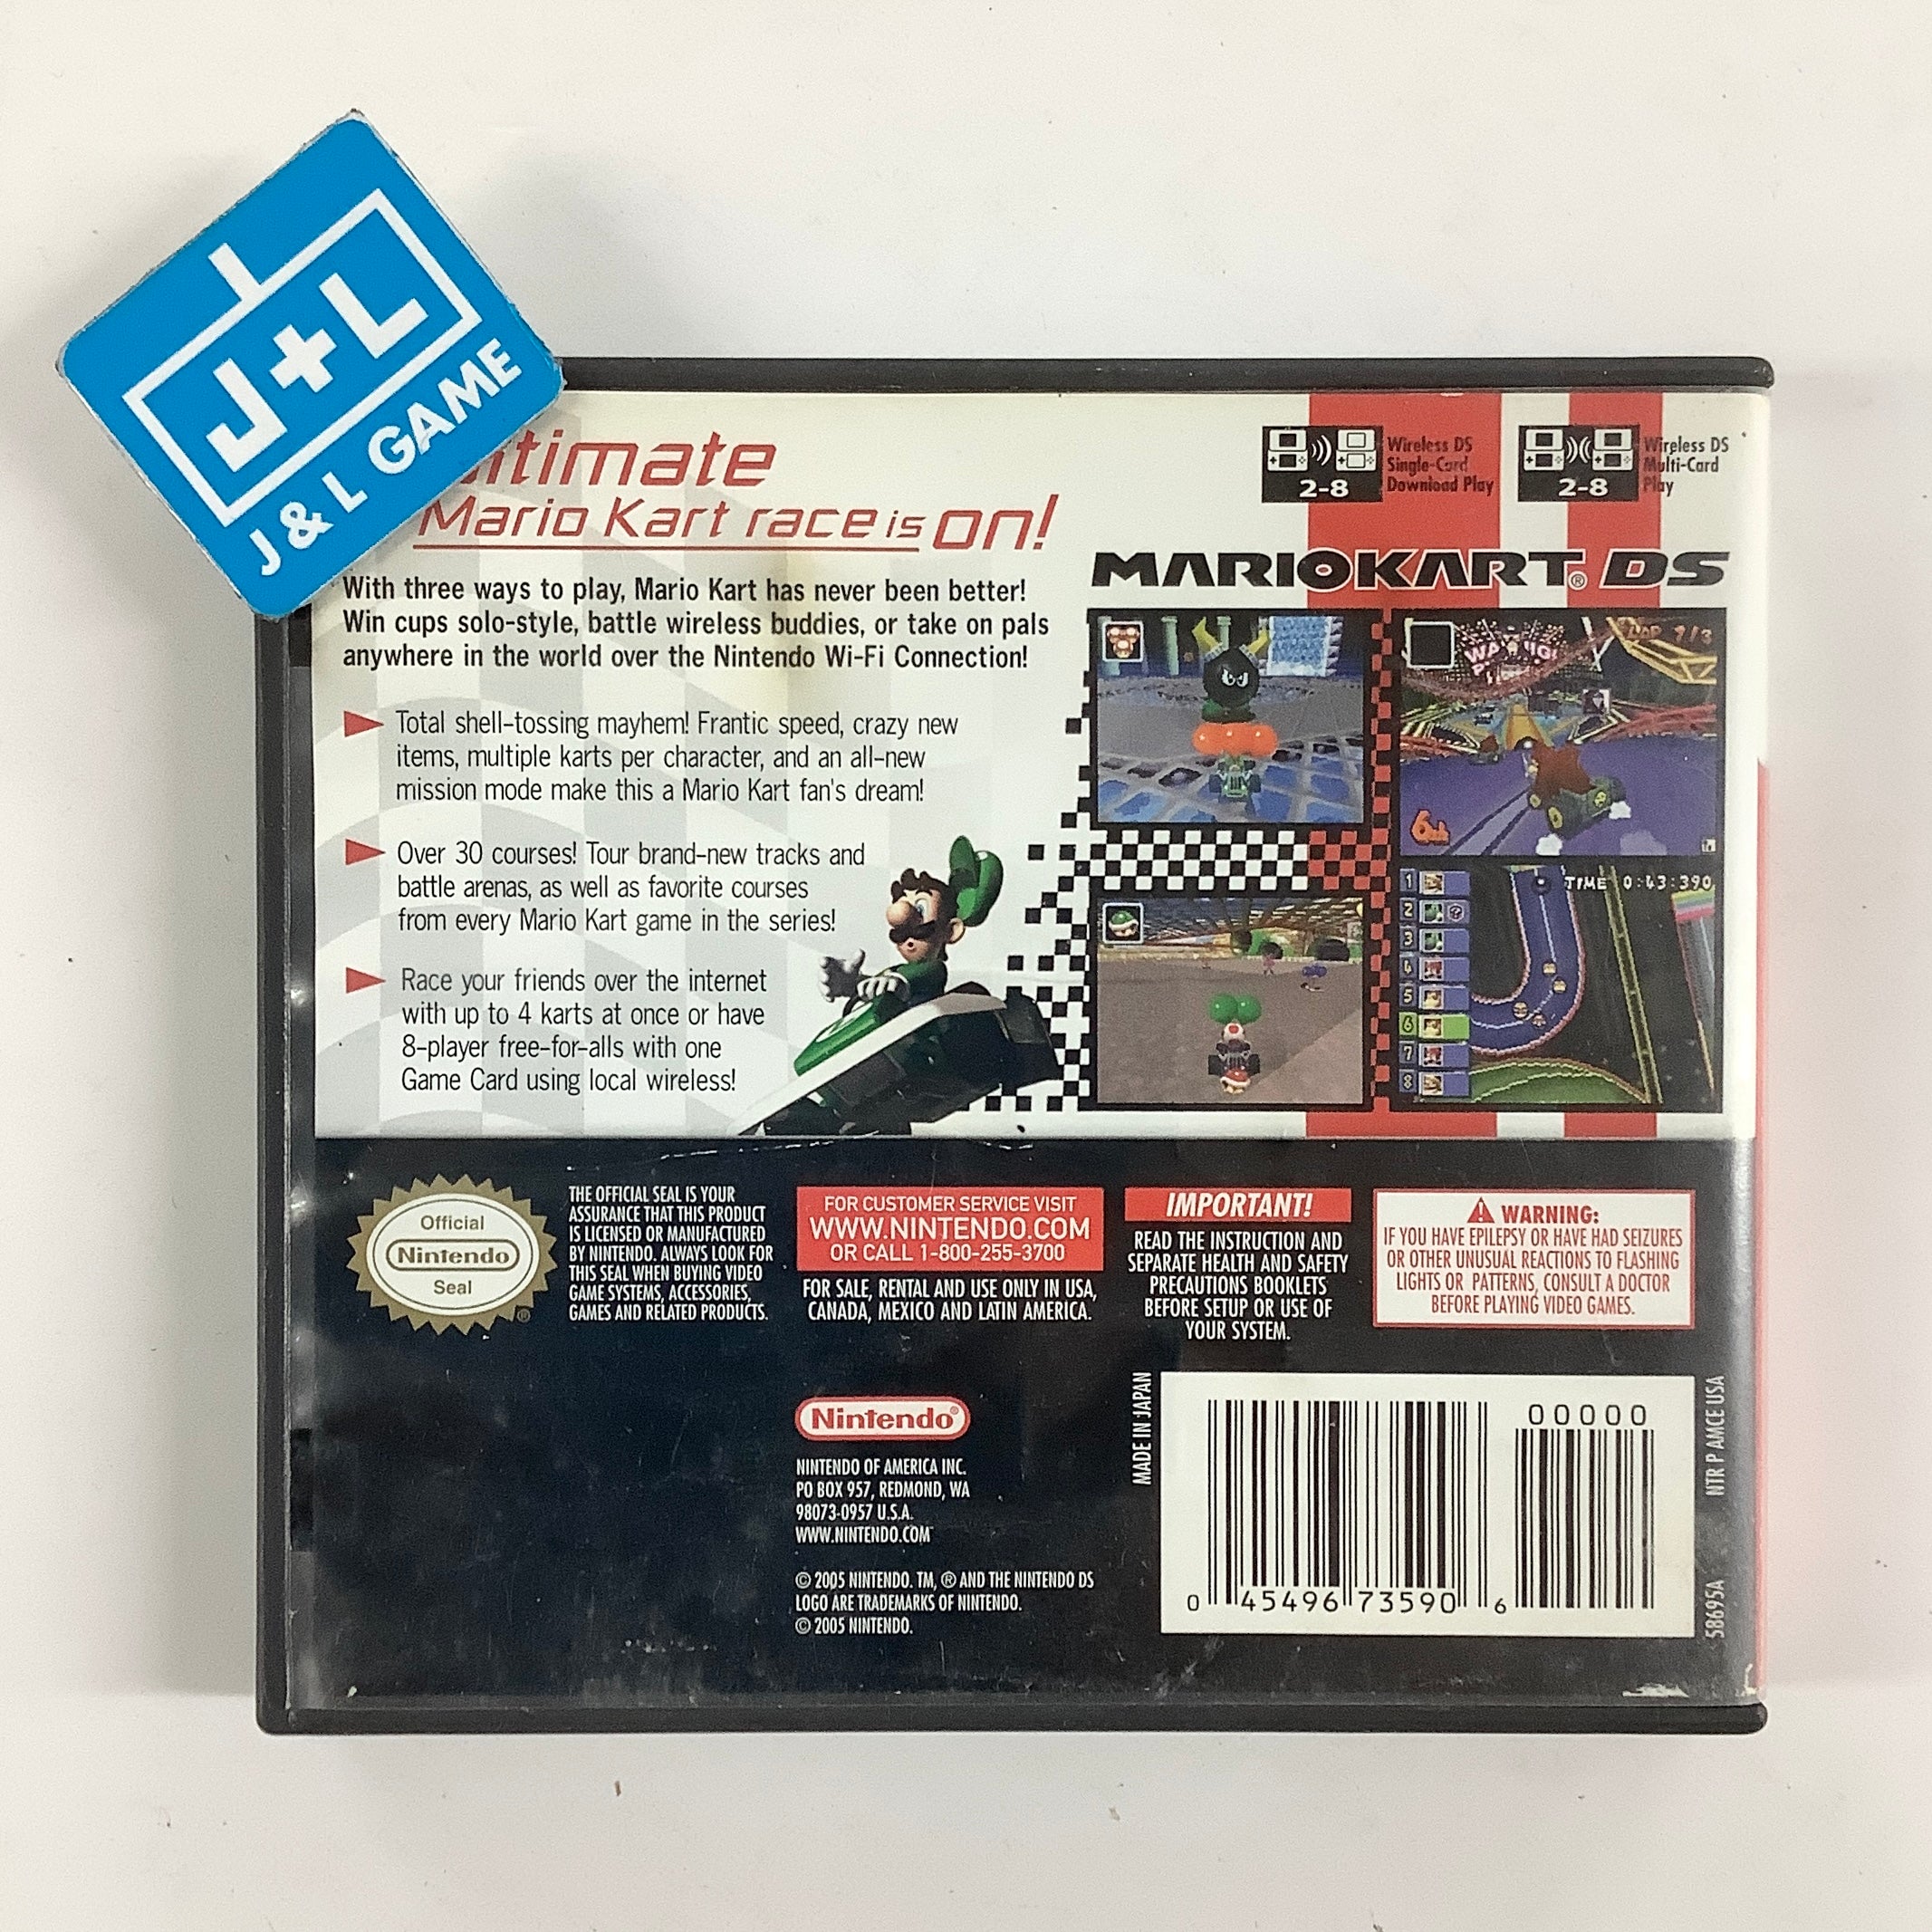 J+L
J & L GAME
Mario Kart race is on!
With three ways to play, Mario Kart has never been better!
Win cups solo-style, battle wireless buddies, or take on pals
anywhere in the world over the Nintendo Wi-Fi Connection!
Total shell-tossing mayhem! Frantic speed, crazy new
items, multiple karts per character, and an all-new
mission mode make this a Mario Kart fan's dream!
Over 30 courses! Tour brand-new tracks and
battle arenas, as well as favorite courses
from every Mario Kart game in the series!
Race your friends over the internet
with up to 4 karts at once or have
8-player free-for-alls with one
Game Card using local wireless!
Wireless DS
Single-Card
Download Play
2-8
Wireless DS
Multi-Card
Play
2-8
MARIOKART® DS
LAP 1/3
6th
TIME 0:43:390
1
2
3
4
5
6
7
8
Official
Nintendo
Seal
®
THE OFFICIAL SEAL IS YOUR
ASSURANCE THAT THIS PRODUCT
IS LICENSED OR MANUFACTURED
BY NINTENDO. ALWAYS LOOK FOR
THIS SEAL WHEN BUYING VIDEO
GAME SYSTEMS, ACCESSORIES,
GAMES AND RELATED PRODUCTS.
FOR CUSTOMER SERVICE VISIT
WWW.NINTENDO.COM
OR CALL 1-800-255-3700
FOR SALE, RENTAL AND USE ONLY IN USA,
CANADA, MEXICO AND LATIN AMERICA.
IMPORTANT!
READ THE INSTRUCTION AND
SEPARATE HEALTH AND SAFETY
PRECAUTIONS BOOKLETS
BEFORE SETUP OR USE OF
YOUR SYSTEM.
WARNING:
IF YOU HAVE EPILEPSY OR HAVE HAD SEIZURES
OR OTHER UNUSUAL REACTIONS TO FLASHING
LIGHTS OR PATTERNS, CONSULT A DOCTOR
BEFORE PLAYING VIDEO GAMES.
Nintendo®
NINTENDO OF AMERICA INC.
PO BOX 957, REDMOND, WA
98073-0957 U.S.A.
WWW.NINTENDO.COM
© 2005 NINTENDO. TM, ® AND THE NINTENDO DS
LOGO ARE TRADEMARKS OF NINTENDO.
© 2005 NINTENDO.
MADE IN JAPAN
00000
0 45496 73590 6
NTR P AMCE USA
58695A